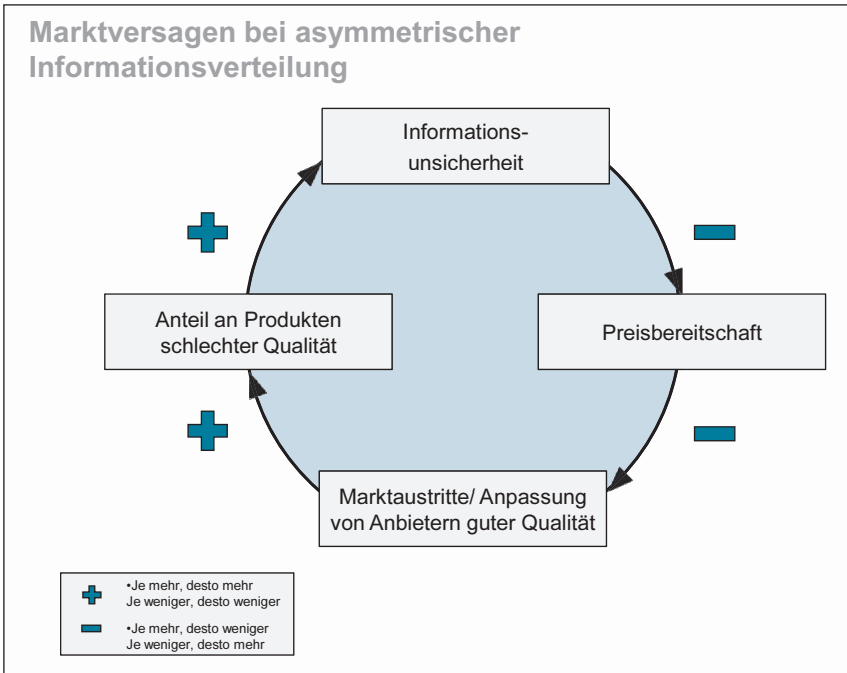 Marktversagen bei asymmetrischer
Informationsverteilung
Informations-
unsicherheit
Anteil an Produkten
schlechter Qualität
Preisbereitschaft
Marktaustritte/ Anpassung
von Anbietern guter Qualität
•Je mehr, desto mehr
Je weniger, desto weniger
•Je mehr, desto weniger
Je weniger, desto mehr